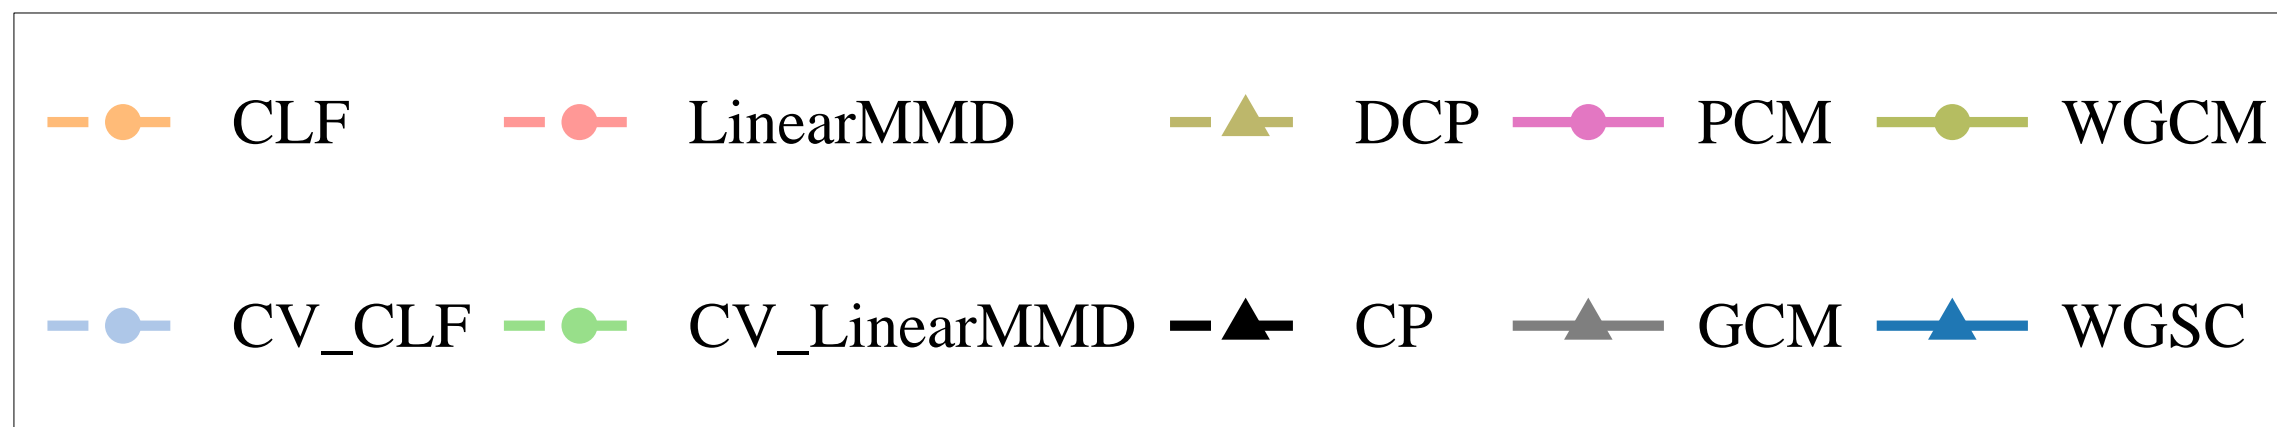 CLF LinearMMD DCP PCM WGCM
CV_CLF CV_LinearMMD CP GCM WGSC